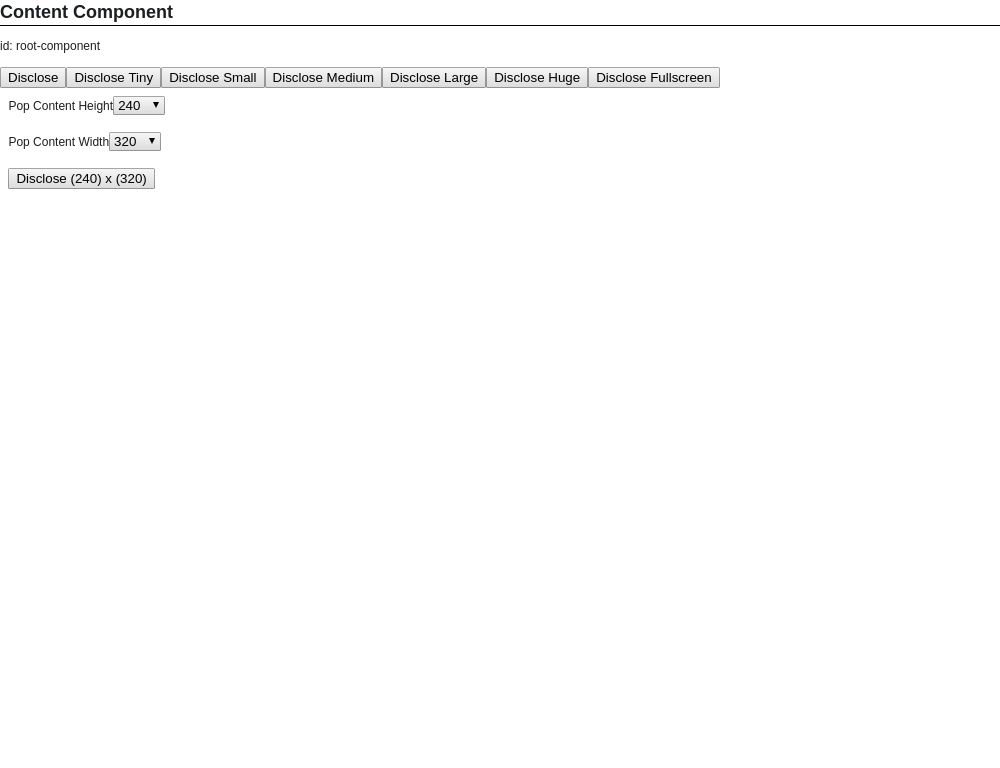 Content Component
id: root-component
Disclose Disclose Tiny Disclose Small Disclose Medium Disclose Large Disclose Huge Disclose Fullscreen
Pop Content Height 240
Pop Content Width 320
Disclose (240) x (320)